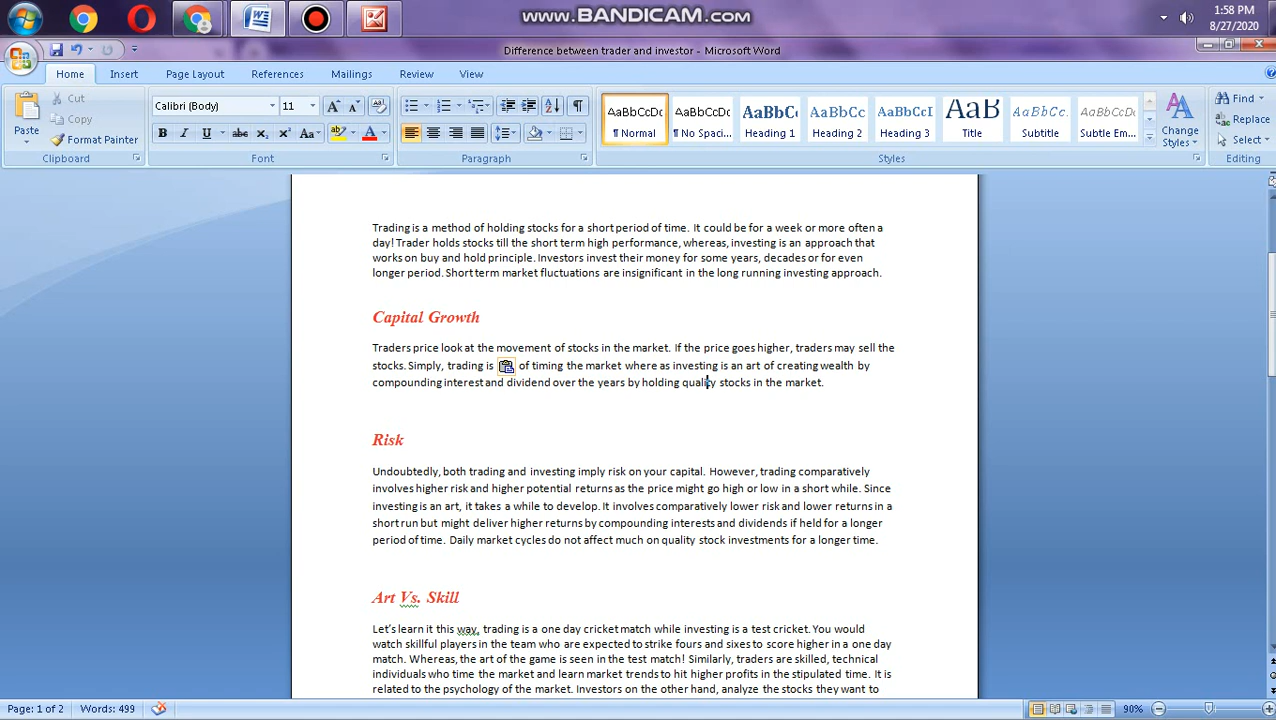 www.BANDICAM.com
1:58 PM
8/27/2020
Difference between trader and investor - Microsoft Word
Home Insert Page Layout References Mailings Review View
Paste
Cut
Copy
Format Painter
Clipboard
Calibri (Body) 11
Font
Paragraph
AaBbCcDc AaBbCcDc AaBbC AaBbCc AaBbCcI AaB AaBbCc. AaBbCcDc
¶ Normal ¶ No Spaci... Heading 1 Heading 2 Heading 3 Title Subtitle Subtle Em...
Change Styles
Styles
Find
Replace
Select
Editing
Trading is a method of holding stocks for a short period of time. It could be for a week or more often a
day! Trader holds stocks till the short term high performance, whereas, investing is an approach that
works on buy and hold principle. Investors invest their money for some years, decades or for even
longer period. Short term market fluctuations are insignificant in the long running investing approach.
Capital Growth
Traders price look at the movement of stocks in the market. If the price goes higher, traders may sell the
stocks. Simply, trading is of timing the market where as investing is an art of creating wealth by
compounding interest and dividend over the years by holding quality stocks in the market.
Risk
Undoubtedly, both trading and investing imply risk on your capital. However, trading comparatively
involves higher risk and higher potential returns as the price might go high or low in a short while. Since
investing is an art, it takes a while to develop. It involves comparatively lower risk and lower returns in a
short run but might deliver higher returns by compounding interests and dividends if held for a longer
period of time. Daily market cycles do not affect much on quality stock investments for a longer time.
Art Vs. Skill
Let's learn it this way, trading is a one day cricket match while investing is a test cricket. You would
watch skillful players in the team who are expected to strike fours and sixes to score higher in a one day
match. Whereas, the art of the game is seen in the test match! Similarly, traders are skilled, technical
individuals who time the market and learn market trends to hit higher profits in the stipulated time. It is
related to the psychology of the market. Investors on the other hand, analyze the stocks they want to
Page: 1 of 2 Words: 499 90%